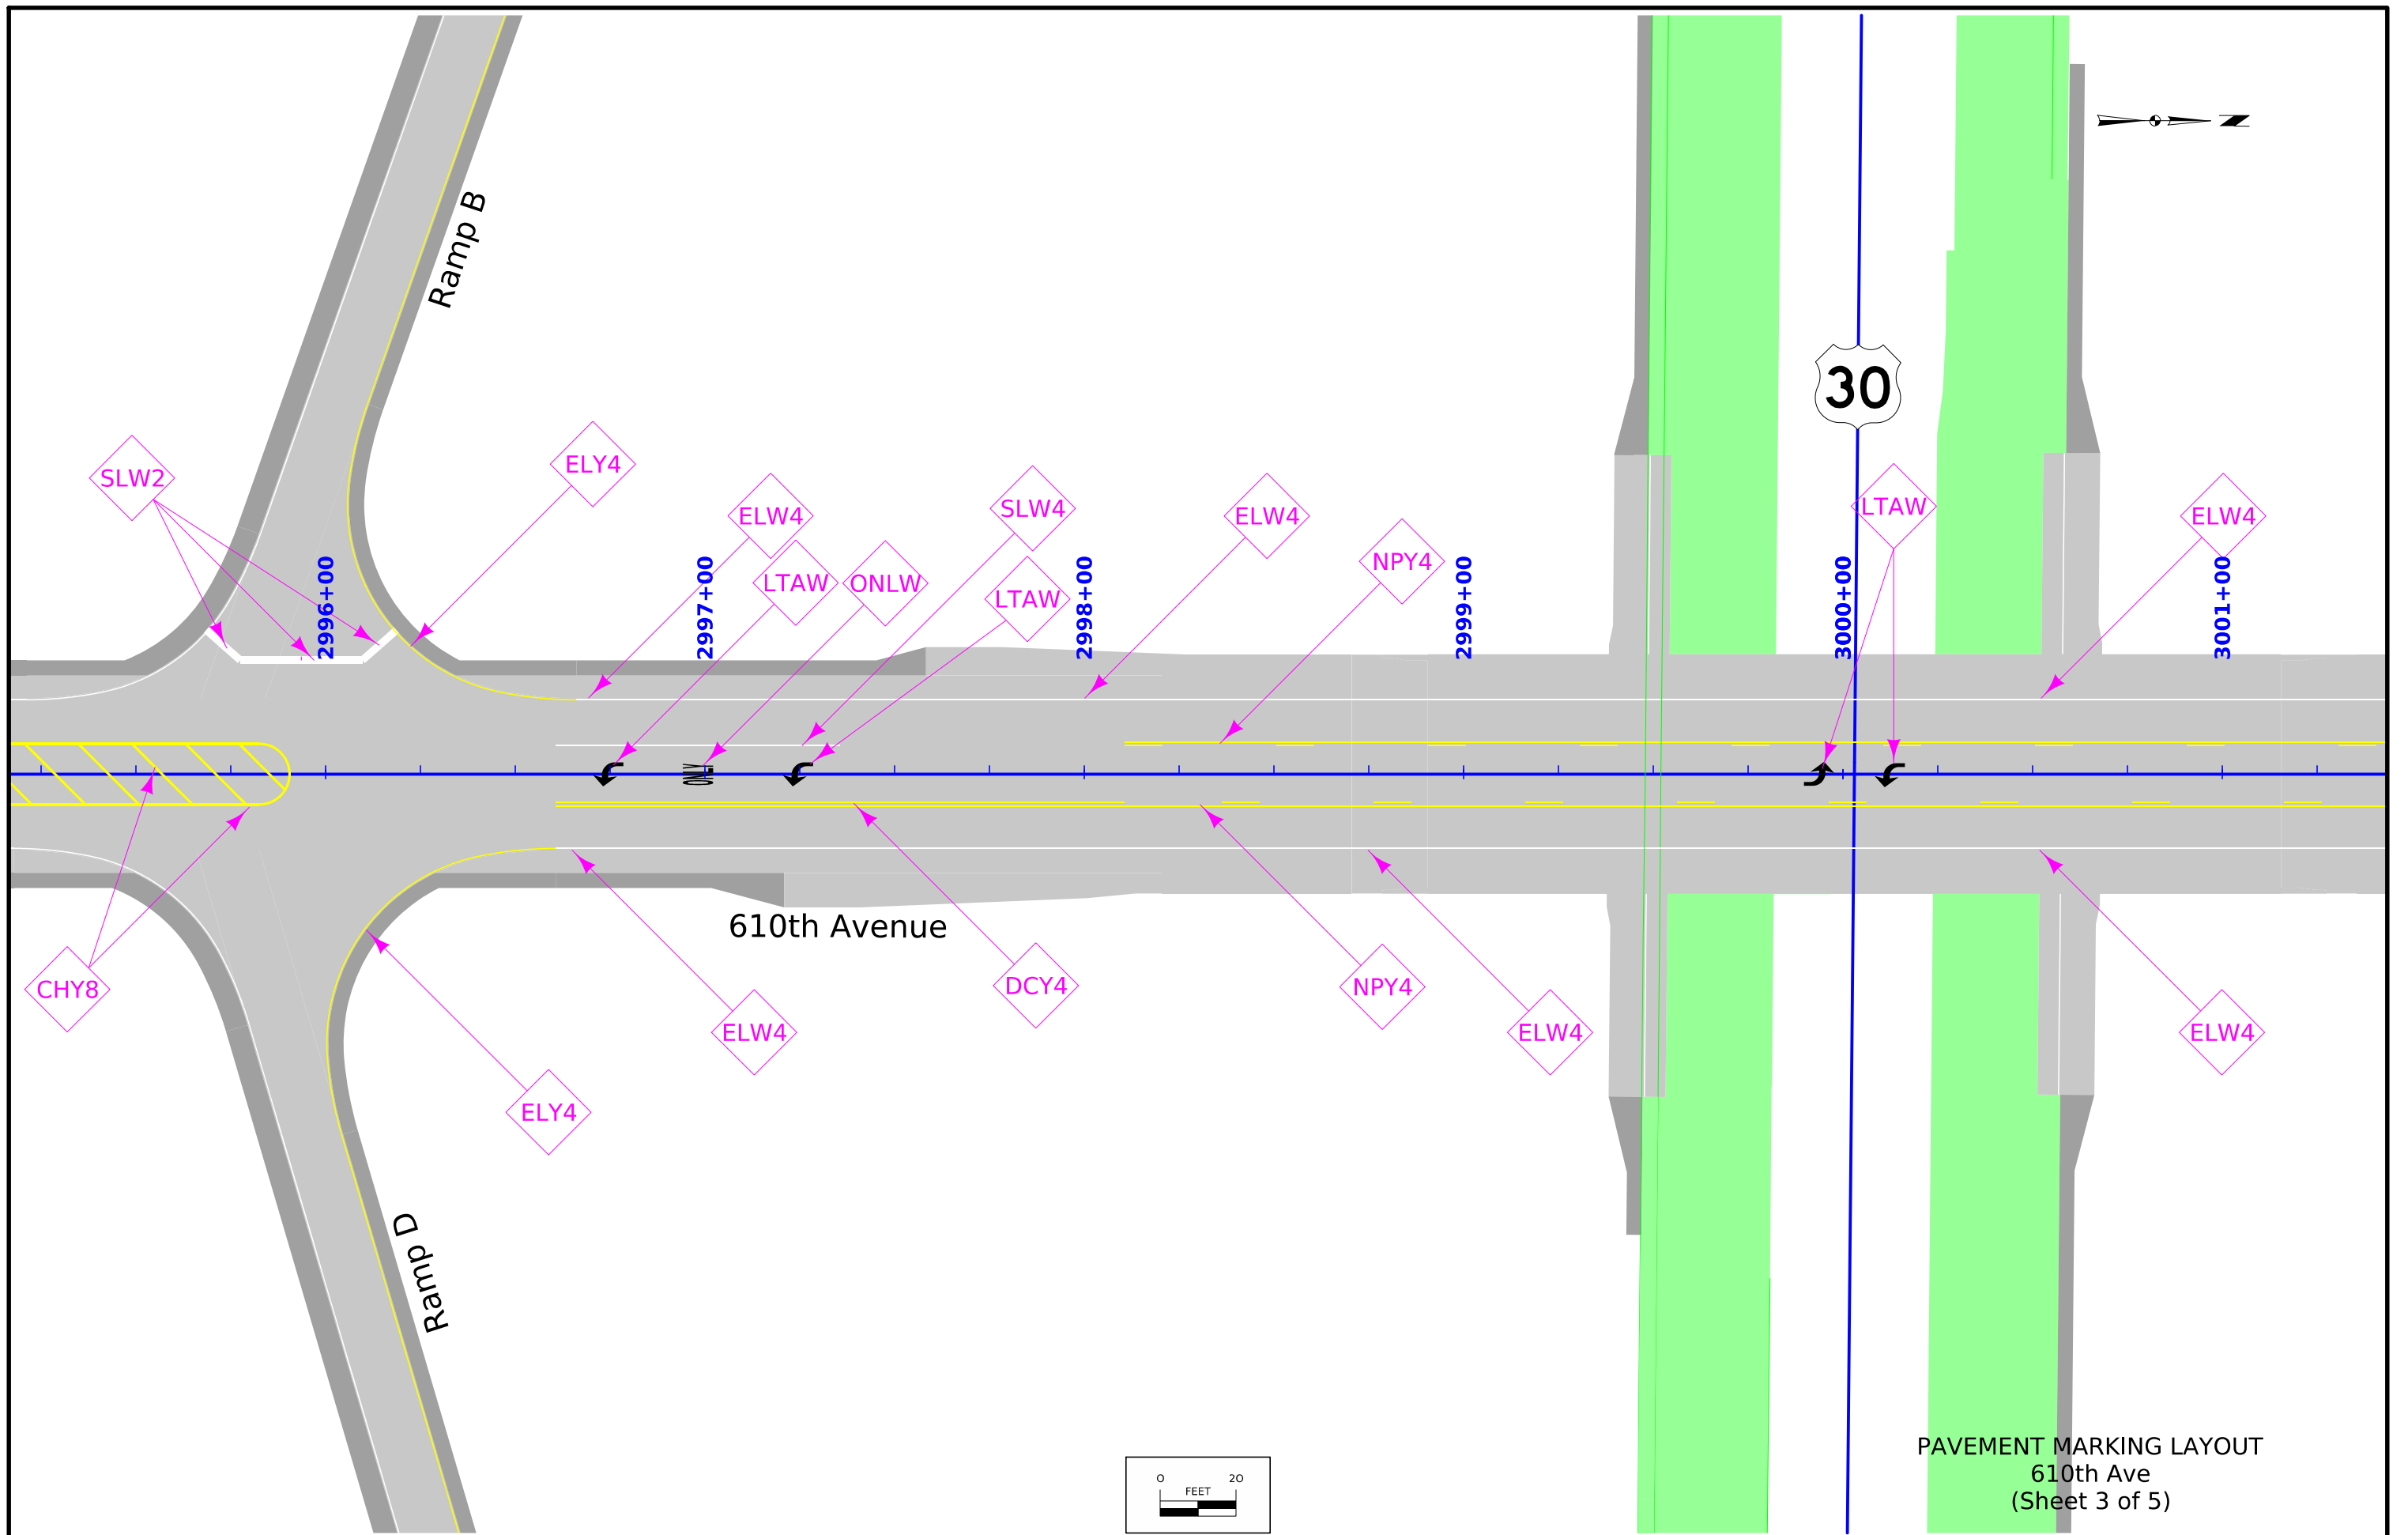 N
Ramp B
30
SLW2
ELY4
ELW4
SLW4
ELW4
LTAW
ELW4
NPY4
LTAW
ONLW
LTAW
2996+00
2997+00
2998+00
2999+00
3000+00
3001+00
ONLY
610th Avenue
CHY8
DCY4
NPY4
ELW4
ELW4
ELW4
ELY4
Ramp D
PAVEMENT MARKING LAYOUT
610th Ave
(Sheet 3 of 5)
0 20
FEET